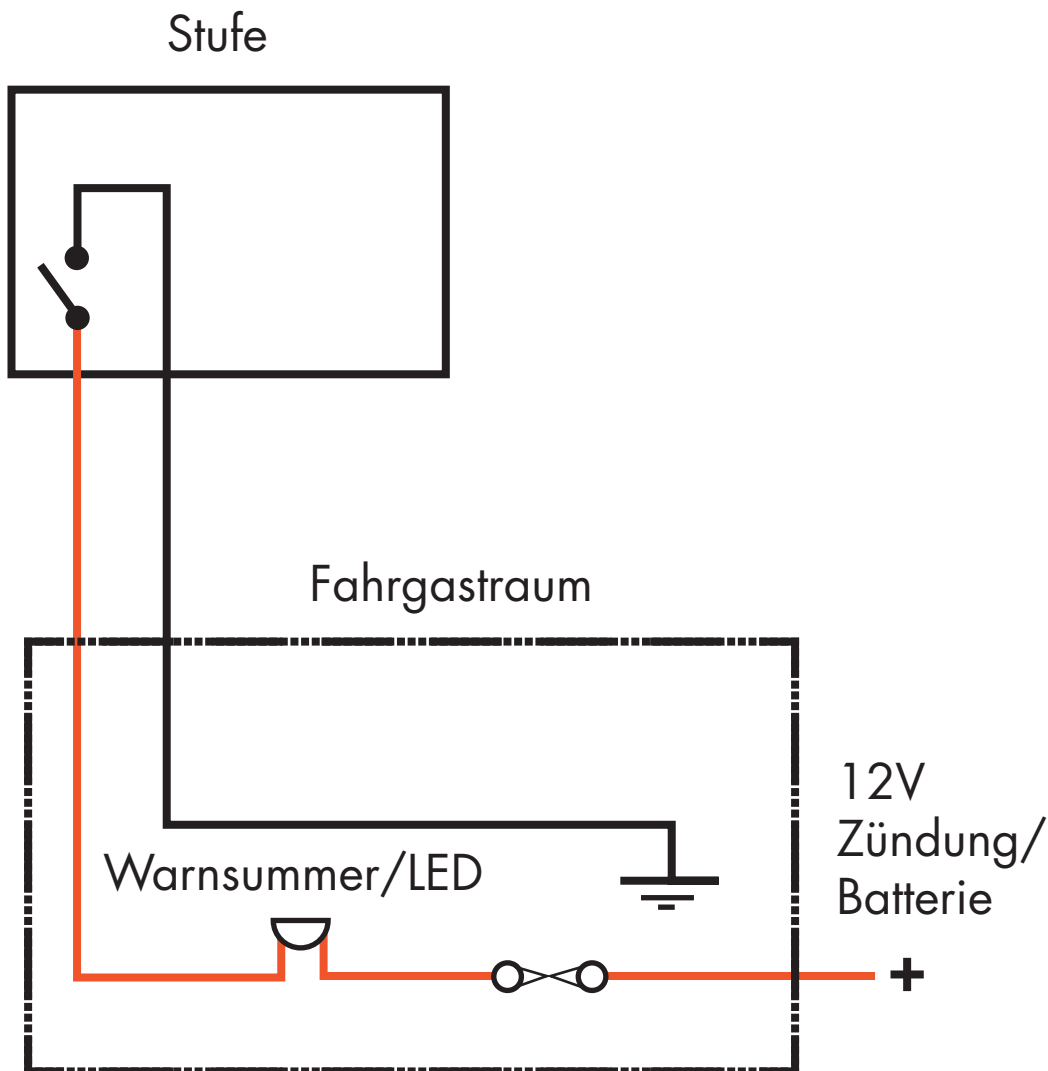 Stufe
Fahrgastraum
12V
Zündung/
Batterie
Warnsummer/LED
+